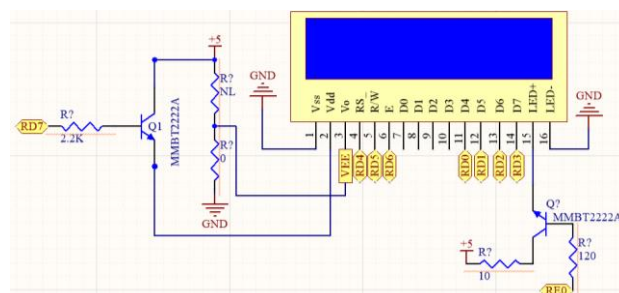 +5
GND
R?
NL
RD7
R?
2.2K
Q1
MMBT2222A
R?
0
GND
Vss
Vdd
Vo
RS
R/W
E
D0
D1
D2
D3
D4
D5
D6
D7
LED+
LED-
1
2
3
4
5
6
7
8
9
10
11
12
13
14
15
16
VEE
RD4
RD5
RD6
RD0
RD1
RD2
RD3
GND
Q?
MMBT2222A
+5
R?
10
R?
120
RE0